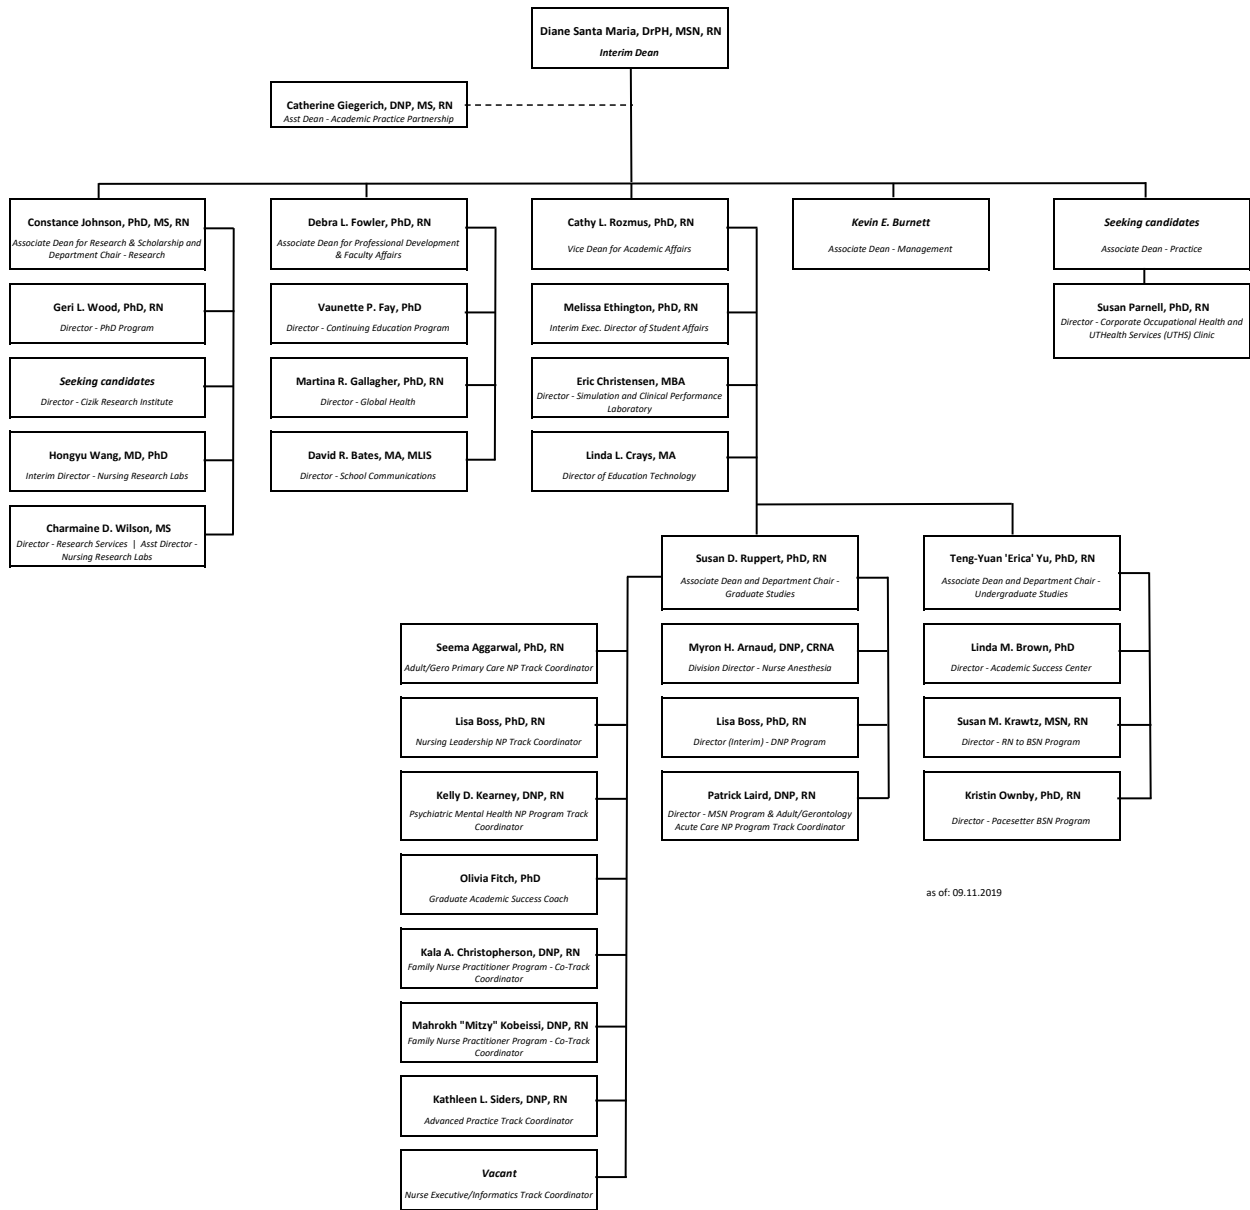 Diane Santa Maria, DrPH, MSN, RN
Interim Dean
Catherine Giegerich, DNP, MS, RN
Asst Dean - Academic Practice Partnership
Constance Johnson, PhD, MS, RN
Associate Dean for Research & Scholarship and
Department Chair - Research
Geri L. Wood, PhD, RN
Director - PhD Program
Seeking candidates
Director - Cizik Research Institute
Hongyu Wang, MD, PhD
Interim Director - Nursing Research Labs
Charmaine D. Wilson, MS
Director - Research Services | Asst Director -
Nursing Research Labs
Debra L. Fowler, PhD, RN
Associate Dean for Professional Development
& Faculty Affairs
Vaunette P. Fay, PhD
Director - Continuing Education Program
Martina R. Gallagher, PhD, RN
Director - Global Health
David R. Bates, MA, MLIS
Director - School Communications
Cathy L. Rozmus, PhD, RN
Vice Dean for Academic Affairs
Melissa Ethington, PhD, RN
Interim Exec. Director of Student Affairs
Eric Christensen, MBA
Director - Simulation and Clinical Performance
Laboratory
Linda L. Crays, MA
Director of Education Technology
Kevin E. Burnett
Associate Dean - Management
Seeking candidates
Associate Dean - Practice
Susan Parnell, PhD, RN
Director - Corporate Occupational Health and
UTHealth Services (UTHS) Clinic
Susan D. Ruppert, PhD, RN
Associate Dean and Department Chair -
Graduate Studies
Seema Aggarwal, PhD, RN
Adult/Gero Primary Care NP Track Coordinator
Lisa Boss, PhD, RN
Nursing Leadership NP Track Coordinator
Kelly D. Kearney, DNP, RN
Psychiatric Mental Health NP Program Track
Coordinator
Olivia Fitch, PhD
Graduate Academic Success Coach
Kala A. Christopherson, DNP, RN
Family Nurse Practitioner Program - Co-Track
Coordinator
Mahrokh "Mitzy" Kobeissi, DNP, RN
Family Nurse Practitioner Program - Co-Track
Coordinator
Kathleen L. Siders, DNP, RN
Advanced Practice Track Coordinator
Vacant
Nurse Executive/Informatics Track Coordinator
Myron H. Arnaud, DNP, CRNA
Division Director - Nurse Anesthesia
Lisa Boss, PhD, RN
Director (Interim) - DNP Program
Patrick Laird, DNP, RN
Director - MSN Program & Adult/Gerontology
Acute Care NP Program Track Coordinator
Teng-Yuan 'Erica' Yu, PhD, RN
Associate Dean and Department Chair -
Undergraduate Studies
Linda M. Brown, PhD
Director - Academic Success Center
Susan M. Krawtz, MSN, RN
Director - RN to BSN Program
Kristin Ownby, PhD, RN
Director - Pacesetter BSN Program
as of: 09.11.2019